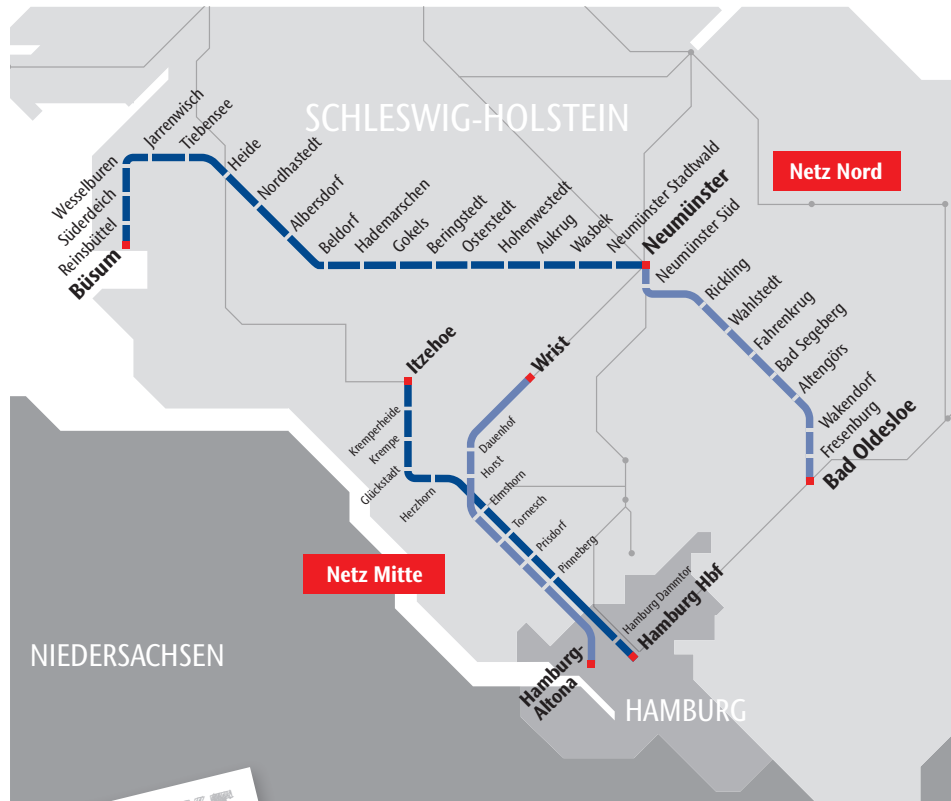 SCHLESWIG-HOLSTEIN
Netz Nord
Büsum
Reinsbüttel
Süderdeich
Wesselburen
Jarrenwisch
Tiebensee
Heide
Nordhastedt
Albersdorf
Beldorf
Hademarschen
Gokels
Beringstedt
Osterstedt
Hohenwestedt
Aukrug
Wasbek
Neumünster Stadtwald
Neumünster
Neumünster Süd
Rickling
Wahlstedt
Fahrenkrug
Bad Segeberg
Altengörs
Wakendorf
Fresenburg
Bad Oldesloe
Itzehoe
Kremperheide
Krempe
Glückstadt
Herzhorn
Wrist
Dauenhof
Horst
Elmshorn
Tornesch
Prisdorf
Pinneberg
Hamburg Dammtor
Hamburg Hbf
Hamburg-
Altona
Netz Mitte
NIEDERSACHSEN
HAMBURG